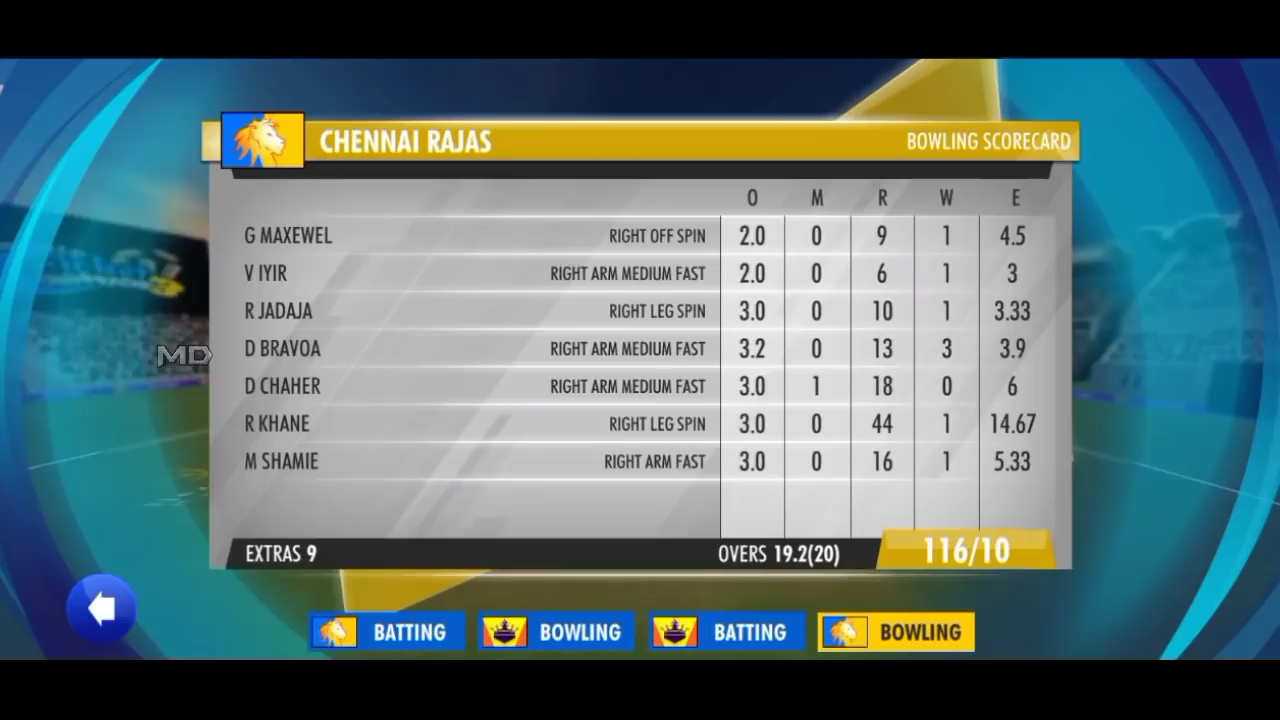 CHENNAI RAJAS BOWLING SCORECARD
O M R W E
G MAXEWEL RIGHT OFF SPIN 2.0 0 9 1 4.5
V IYIR RIGHT ARM MEDIUM FAST 2.0 0 6 1 3
R JADAJA RIGHT LEG SPIN 3.0 0 10 1 3.33
MD D BRAVOA RIGHT ARM MEDIUM FAST 3.2 0 13 3 3.9
D CHAHER RIGHT ARM MEDIUM FAST 3.0 1 18 0 6
R KHANE RIGHT LEG SPIN 3.0 0 44 1 14.67
M SHAMIE RIGHT ARM FAST 3.0 0 16 1 5.33
EXTRAS 9 OVERS 19.2(20) 116/10
BATTING BOWLING BATTING BOWLING